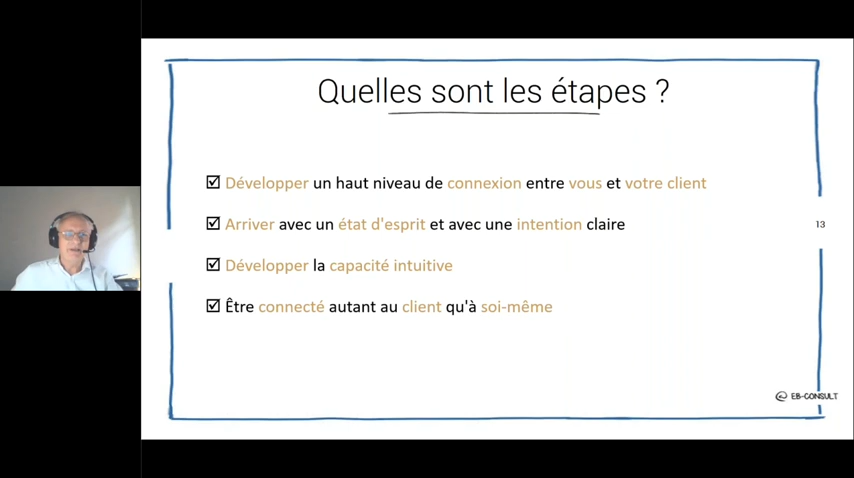 Quelles sont les étapes ?
Développer un haut niveau de connexion entre vous et votre client
Arriver avec un état d'esprit et avec une intention claire
13
Développer la capacité intuitive
Être connecté autant au client qu'à soi-même
@ EB-CONSULT